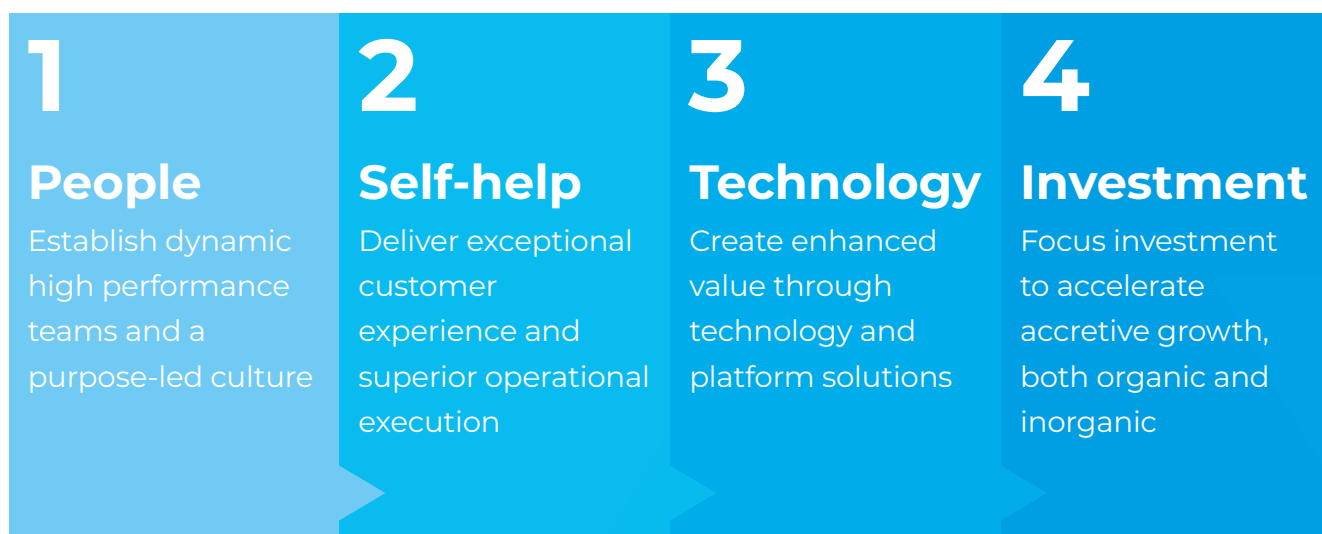 1
People
Establish dynamic
high performance
teams and a
purpose-led culture
2
Self-help
Deliver exceptional
customer
experience and
superior operational
execution
3
Technology
Create enhanced
value through
technology and
platform solutions
4
Investment
Focus investment
to accelerate
accretive growth,
both organic and
inorganic